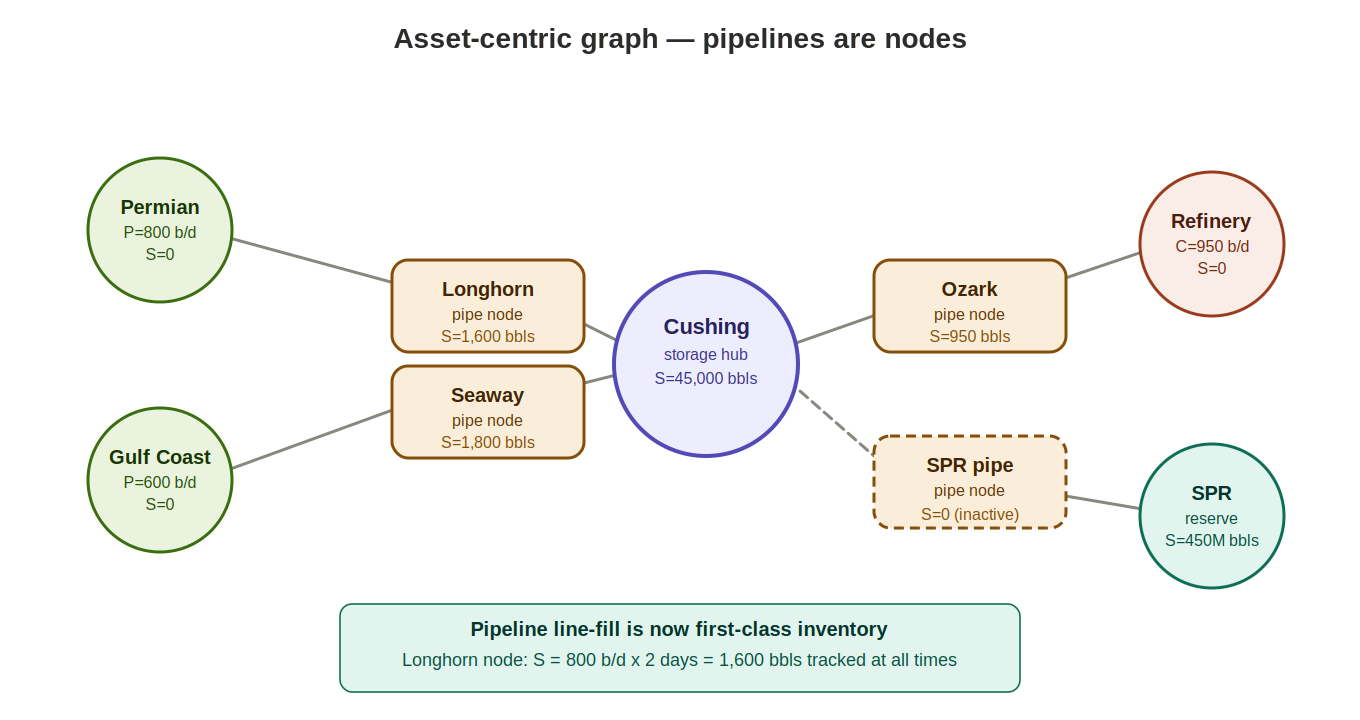 Asset-centric graph — pipelines are nodes
Permian
P=800 b/d
S=0
Gulf Coast
P=600 b/d
S=0
Longhorn
pipe node
S=1,600 bbls
Seaway
pipe node
S=1,800 bbls
Cushing
storage hub
S=45,000 bbls
Ozark
pipe node
S=950 bbls
SPR pipe
pipe node
S=0 (inactive)
Refinery
C=950 b/d
S=0
SPR
reserve
S=450M bbls
Pipeline line-fill is now first-class inventory
Longhorn node: S = 800 b/d x 2 days = 1,600 bbls tracked at all times